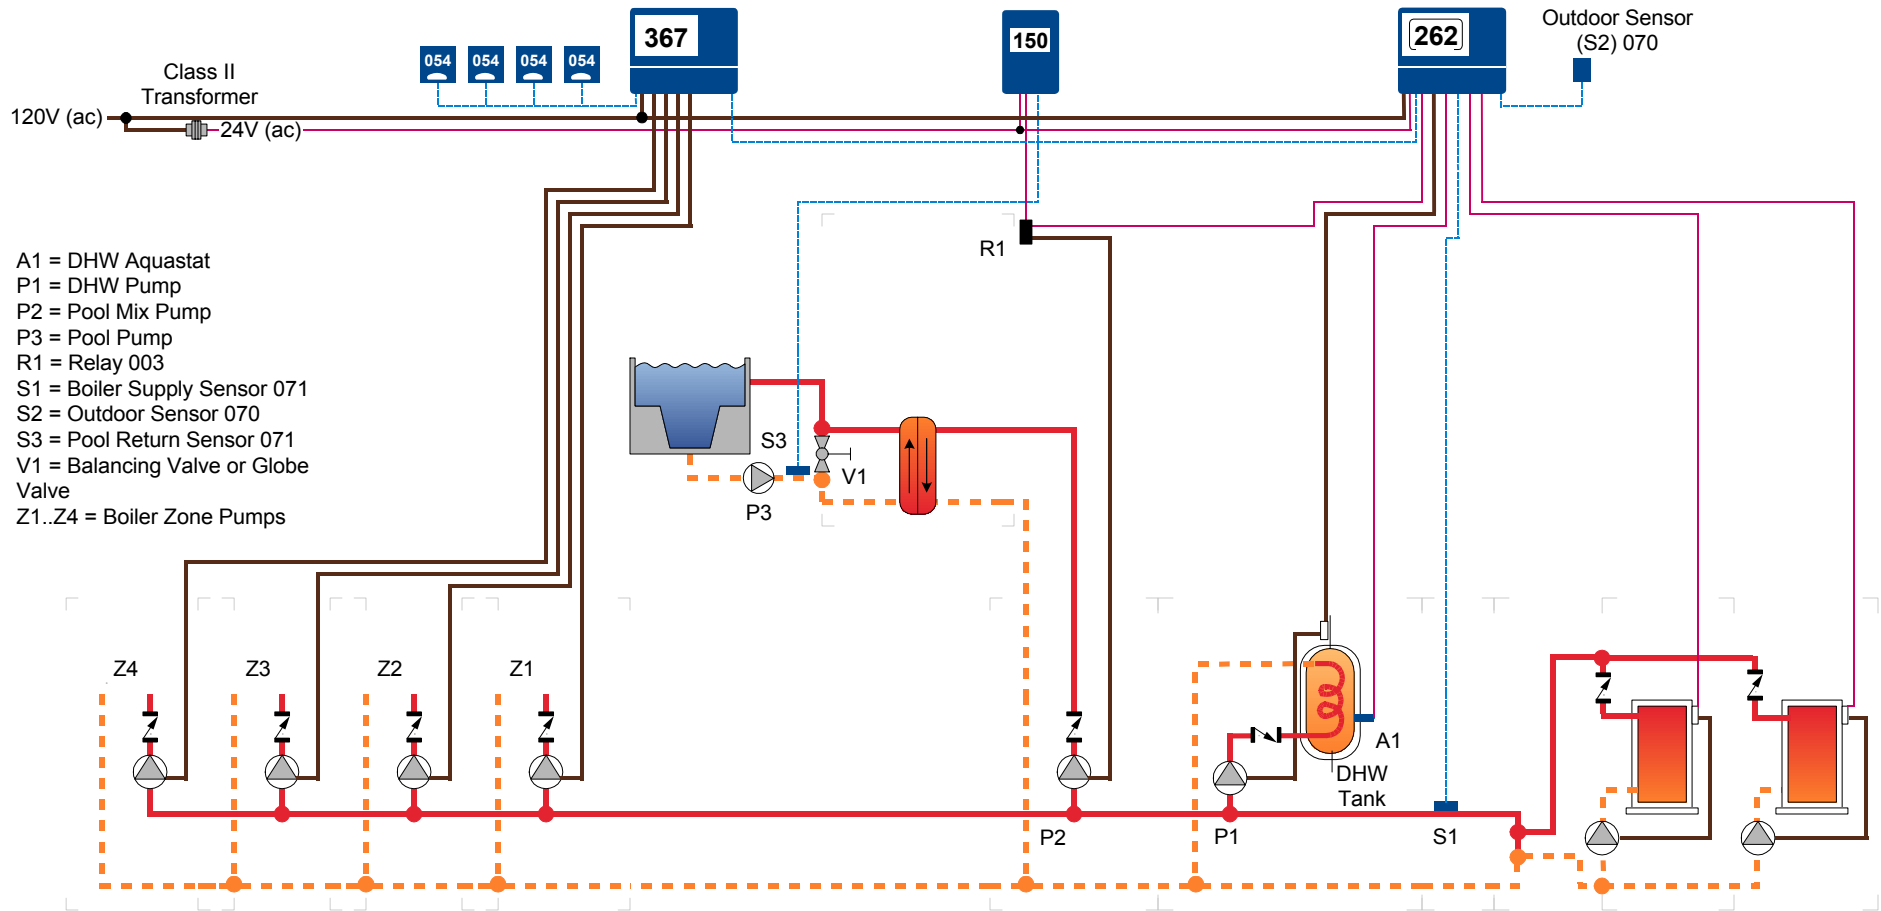 367
150
262
Outdoor Sensor
(S2) 070
054 054 054 054
Class II
Transformer
120V (ac)
24V (ac)
R1
A1 = DHW Aquastat
P1 = DHW Pump
P2 = Pool Mix Pump
P3 = Pool Pump
R1 = Relay 003
S1 = Boiler Supply Sensor 071
S2 = Outdoor Sensor 070
S3 = Pool Return Sensor 071
V1 = Balancing Valve or Globe
Valve
Z1..Z4 = Boiler Zone Pumps
S3
V1
P3
Z4
Z3
Z2
Z1
A1
DHW
Tank
P2
P1
S1